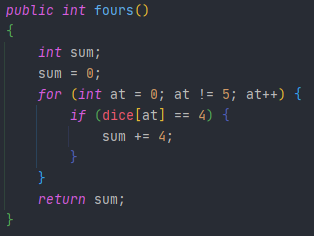 public int fours()
{
    int sum;
    sum = 0;
    for (int at = 0; at != 5; at++) {
        if (dice[at] == 4) {
            sum += 4;
        }
    }
    return sum;
}